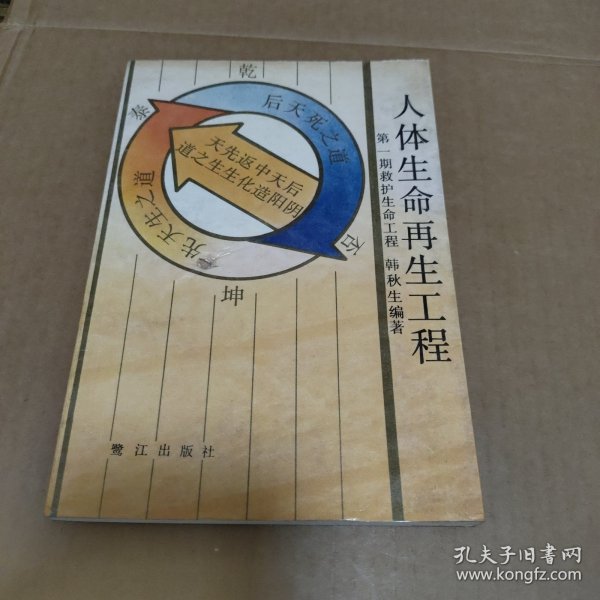 人体生命再生工程
第一期救护生命工程 韩秋生编著
乾
后天死之道
泰
后天中返先天
阴阳造化生生之道
先天生之道
否
坤
鹭江出版社
孔夫子旧书网
www.kongfz.com